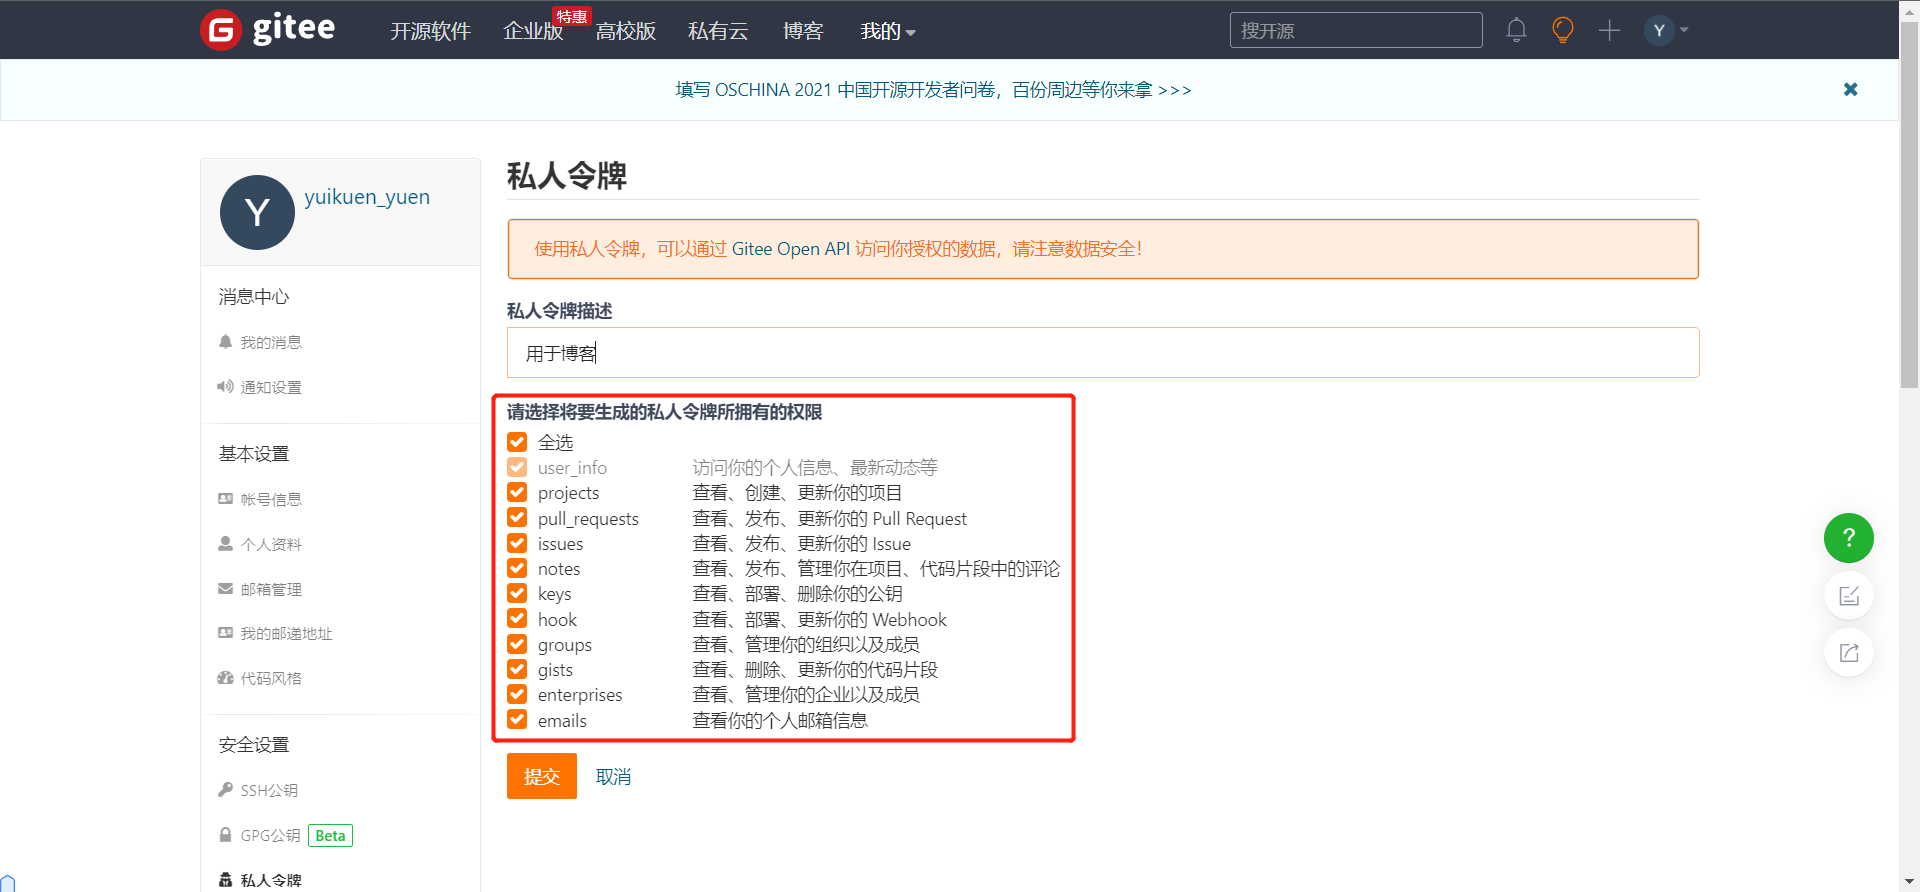 gitee
开源软件
企业版
特惠
高校版
私有云
博客
我的
搜开源
Y
填写 OSCHINA 2021 中国开源开发者问卷，百份周边等你来拿 >>>
Y
yuikuen_yuen
消息中心
我的消息
通知设置
基本设置
帐号信息
个人资料
邮箱管理
我的邮递地址
代码风格
安全设置
SSH公钥
GPG公钥 Beta
私人令牌
私人令牌
使用私人令牌，可以通过 Gitee Open API 访问你授权的数据，请注意数据安全！
私人令牌描述
用于博客
请选择将要生成的私人令牌所拥有的权限
全选
user_info 访问你的个人信息、最新动态等
projects 查看、创建、更新你的项目
pull_requests 查看、发布、更新你的 Pull Request
issues 查看、发布、更新你的 Issue
notes 查看、发布、管理你在项目、代码片段中的评论
keys 查看、部署、删除你的公钥
hook 查看、部署、更新你的 Webhook
groups 查看、管理你的组织以及成员
gists 查看、删除、更新你的代码片段
enterprises 查看、管理你的企业以及成员
emails 查看你的个人邮箱信息
提交 取消
?